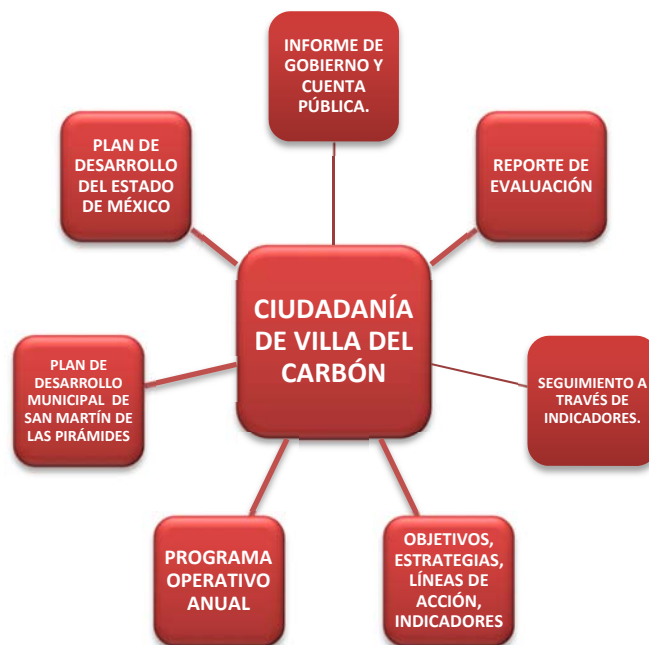 INFORME DE
GOBIERNO Y
CUENTA
PÚBLICA.
PLAN DE
DESARROLLO
DEL ESTADO
DE MÉXICO
REPORTE DE
EVALUACIÓN
CIUDADANÍA
DE VILLA DEL
CARBÓN
PLAN DE
DESARROLLO
MUNICIPAL DE
SAN MARTÍN DE
LAS PIRÁMIDES
SEGUIMIENTO A
TRAVÉS DE
INDICADORES.
PROGRAMA
OPERATIVO
ANUAL
OBJETIVOS,
ESTRATEGIAS,
LÍNEAS DE
ACCIÓN,
INDICADORES